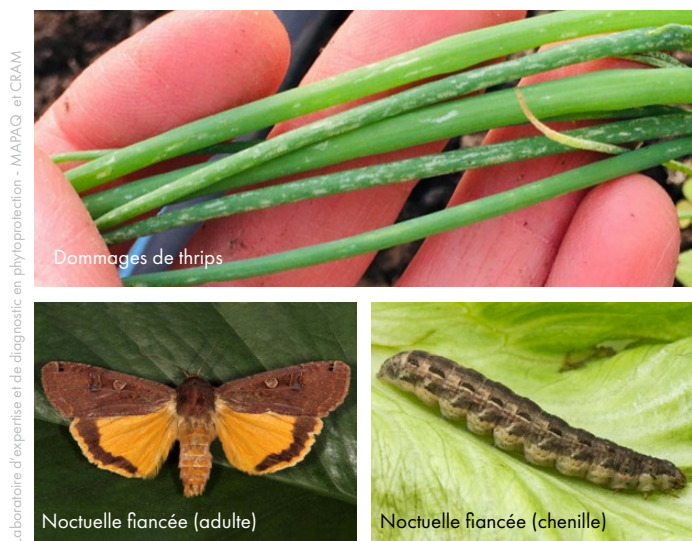 .aboratoire d'expertise et de diagnostic en phytoprotection - MAPAQ et CRAM
Dommages de thrips
Noctuelle fiancée (adulte)
Noctuelle fiancée (chenille)